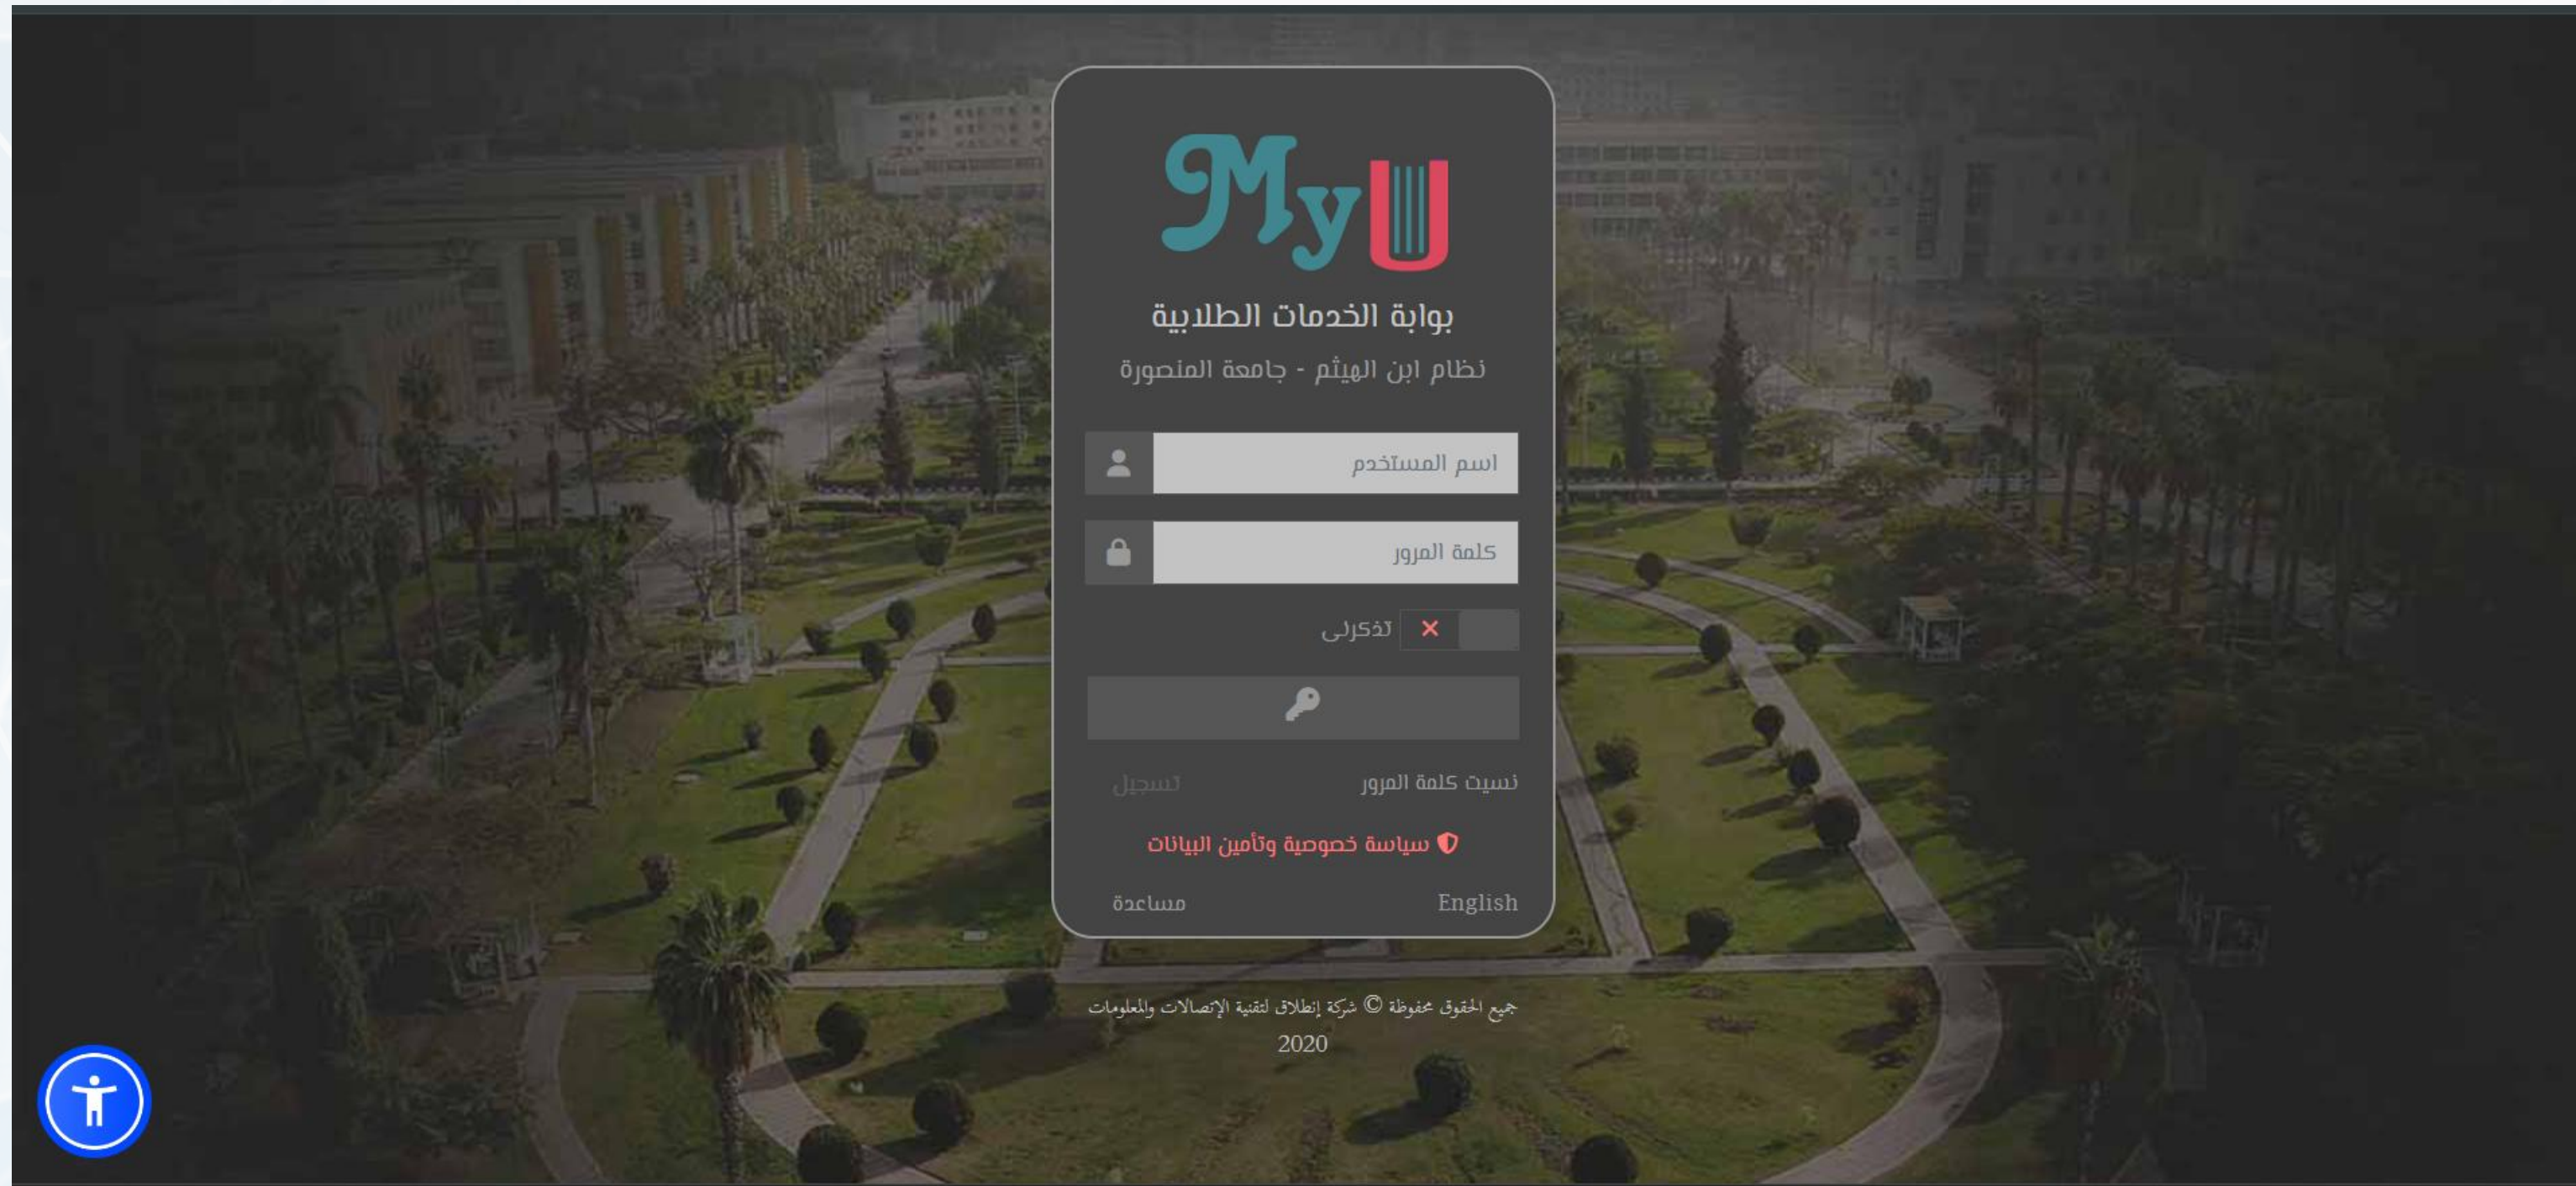 MyU
بوابة الخدمات الطلابية
نظام ابن الهيثم - جامعة المنصورة
اسم المستخدم
كلمة المرور
تذكرنى
نسيت كلمة المرور تسجيل
سياسة خصوصية وتأمين البيانات
English مساعدة
جميع الحقوق محفوظة © شركة إنطلاق لتقنية الإتصالات والمعلومات
2020